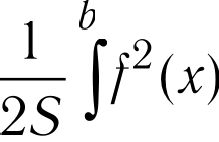 1/2S ∫^b f²(x)